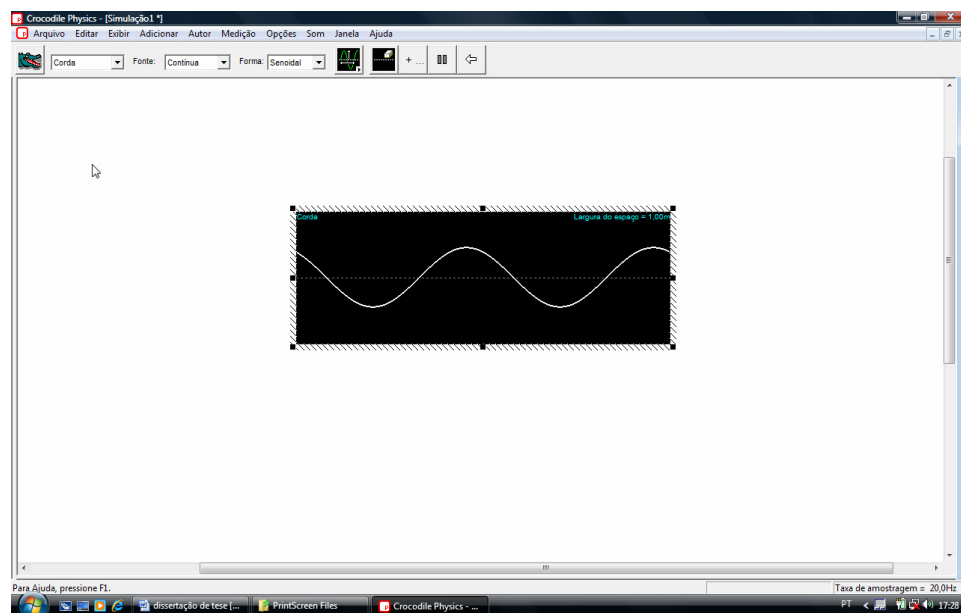 Crocodile Physics - [Simulação1 *]
Arquivo Editar Exibir Adicionar Autor Medição Opções Som Janela Ajuda
Corda Fonte: Contínua Forma: Senoidal + ...
Corda Largura do espaço = 1,00m
Para Ajuda, pressione F1. Taxa de amostragem = 20,0Hz
dissertação de tese [... PrintScreen Files Crocodile Physics - ... PT 17:28